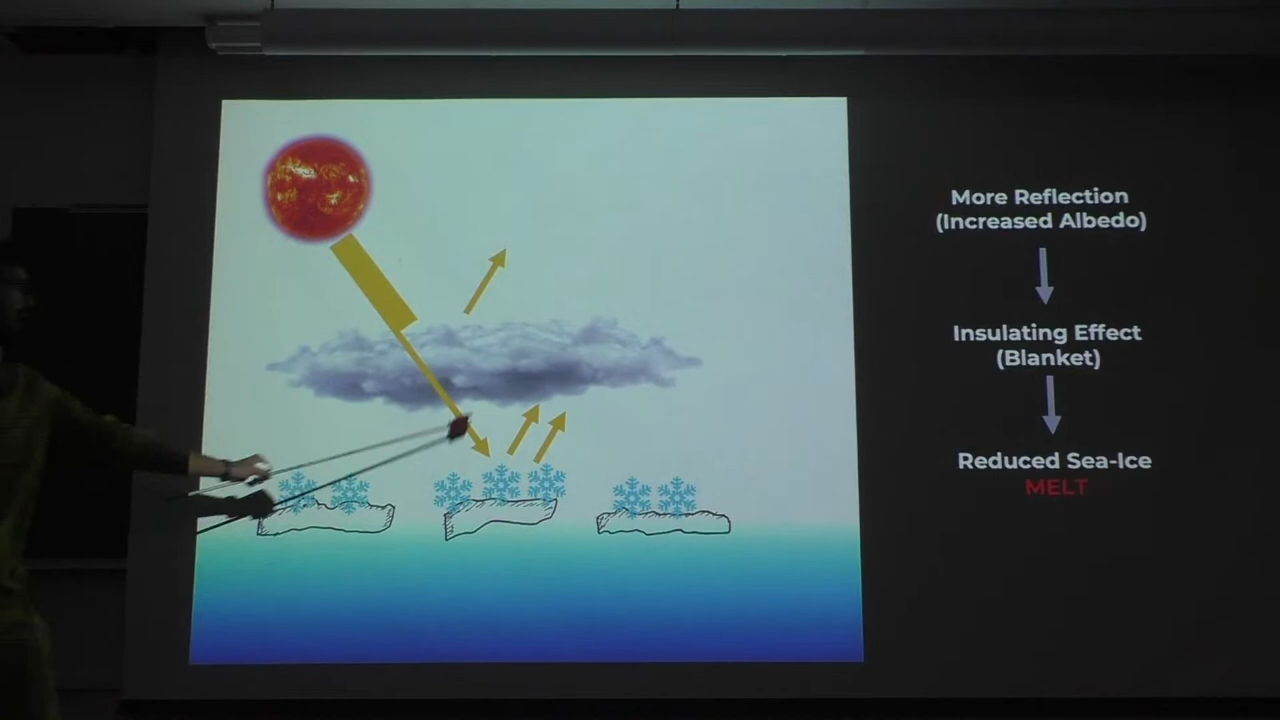 More Reflection
(Increased Albedo)
Insulating Effect
(Blanket)
Reduced Sea-Ice
MELT